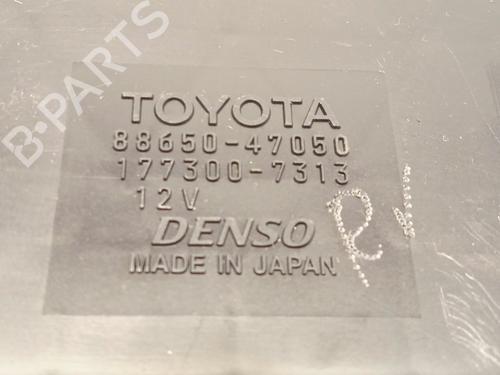 B-PARTS
TOYOTA
88650-47050
177300-7313
12V
DENSO
MADE IN JAPAN